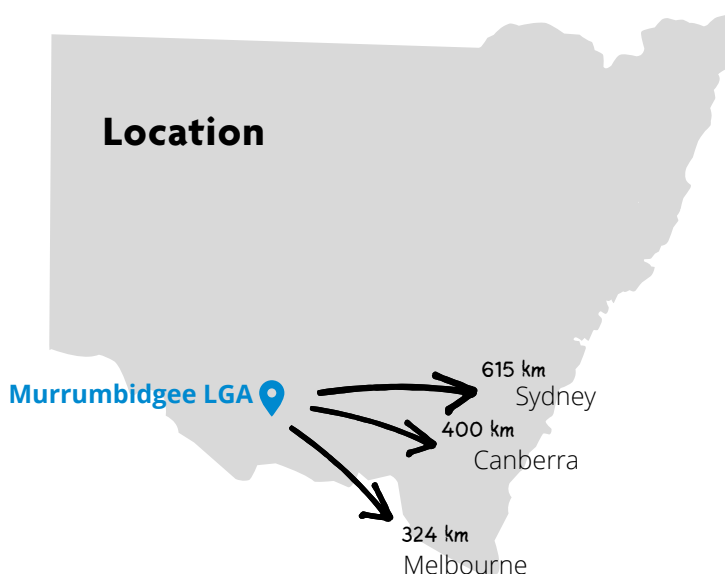 Location
Murrumbidgee LGA
615 km
Sydney
400 km
Canberra
324 km
Melbourne